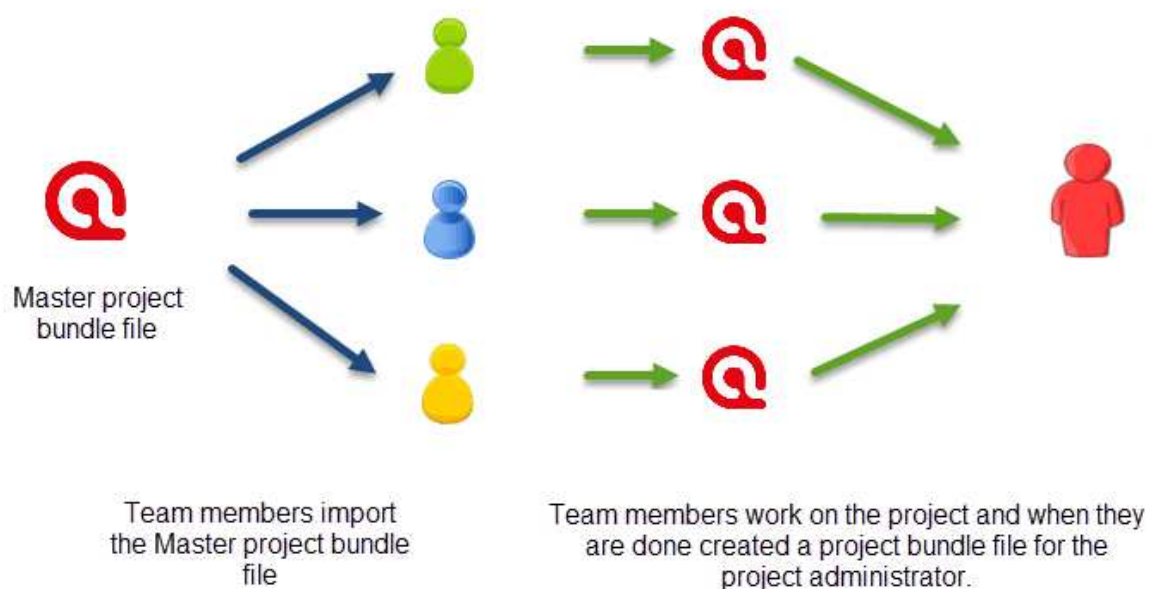 Master project
bundle file
Team members import
the Master project bundle
file
Team members work on the project and when they
are done created a project bundle file for the
project administrator.